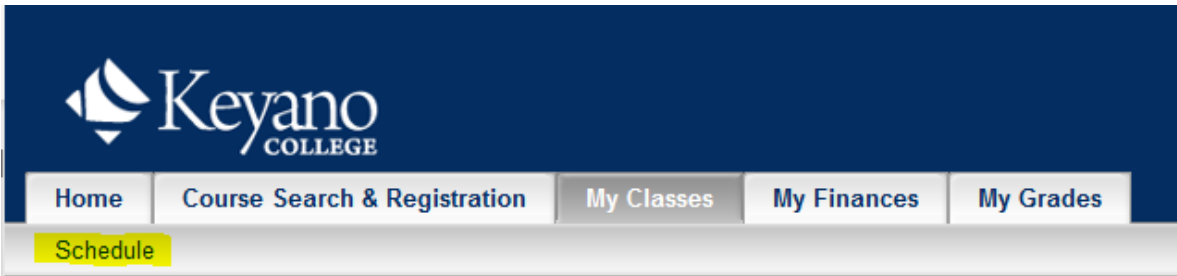 Keyano
COLLEGE
Home Course Search & Registration My Classes My Finances My Grades
Schedule